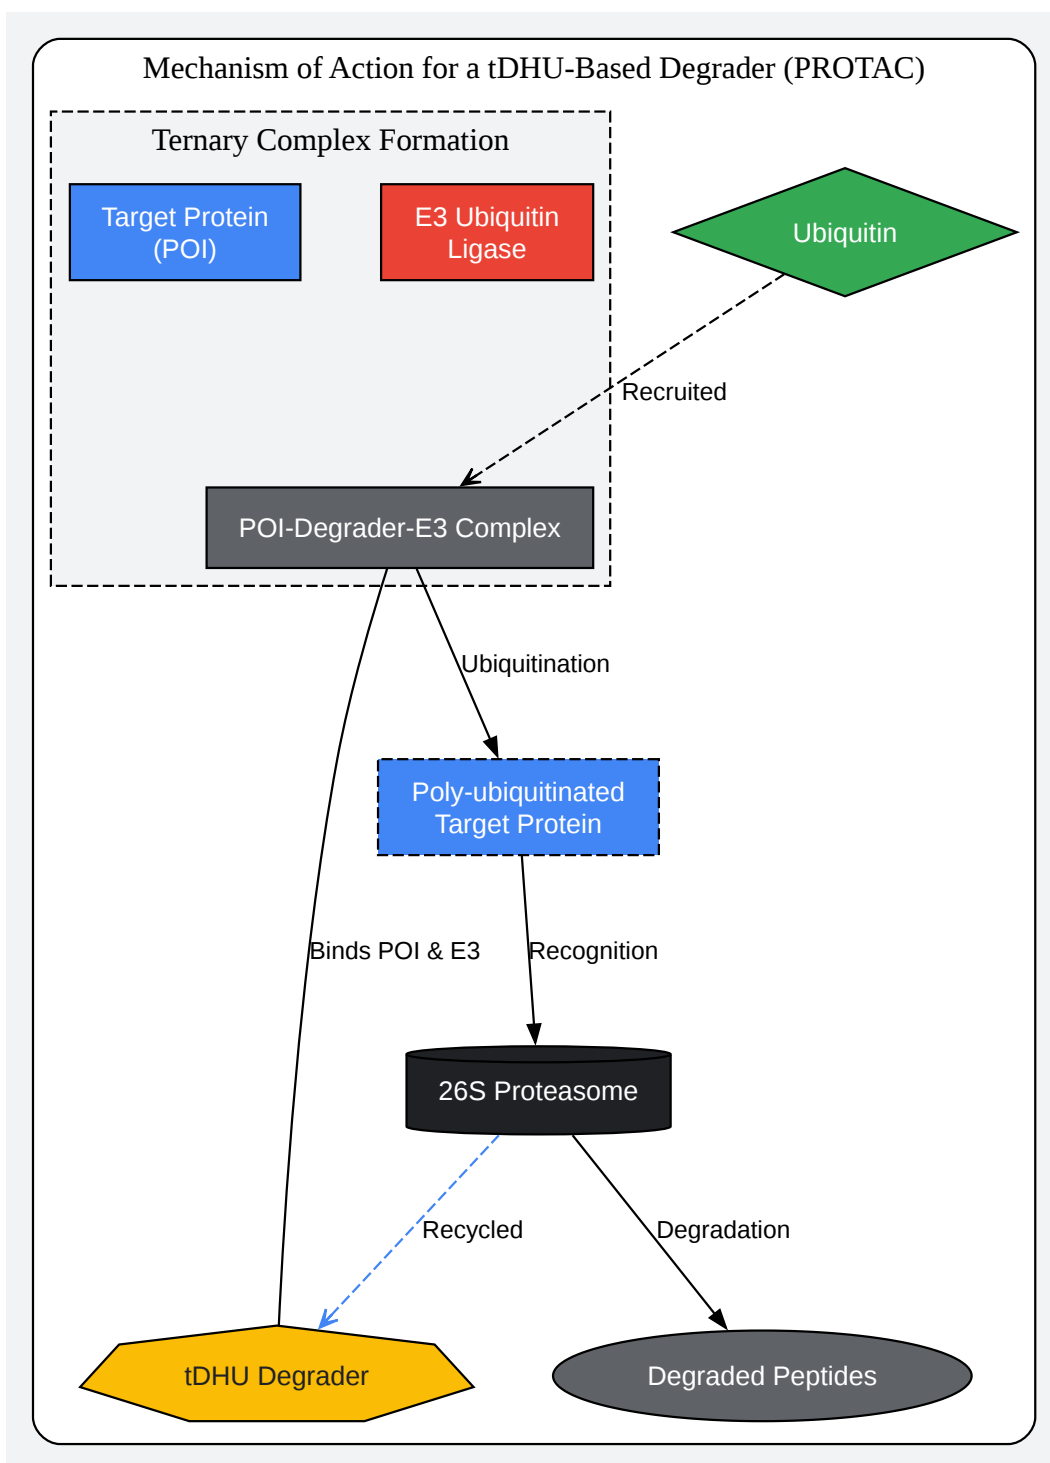 Mechanism of Action for a tDHU-Based Degrader (PROTAC)
Ternary Complex Formation
Target Protein
(POI)
E3 Ubiquitin
Ligase
Ubiquitin
Recruited
POI-Degrader-E3 Complex
Ubiquitination
Poly-ubiquitinated
Target Protein
Binds POI & E3
Recognition
26S Proteasome
Recycled
Degradation
tDHU Degrader
Degraded Peptides